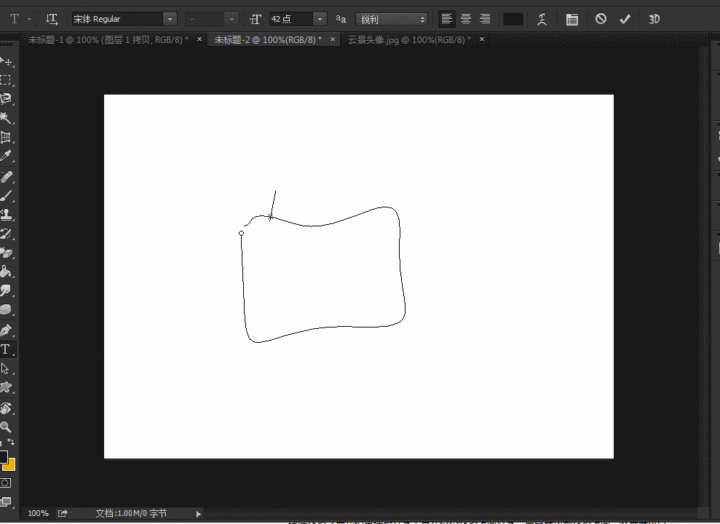 T 宋体 Regular - T 42 点 aa 锐利 3D
未标题-1 @ 100% (图层 1 拷贝, RGB/8) * × 未标题-2 @ 100%(RGB/8) * × 云景头像.jpg @ 100%(RGB/8) * ×
T
100% 文档:1.00M/0 字节